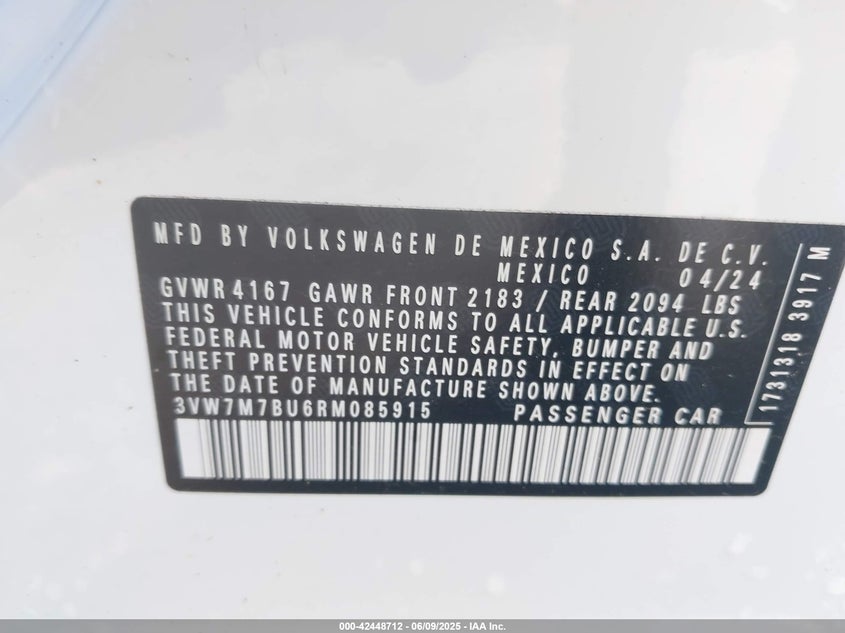 MFD BY VOLKSWAGEN DE MEXICO S.A. DE C.V.
MEXICO 04/24
GVWR 4167 GAWR FRONT 2183 / REAR 2094 LBS
THIS VEHICLE CONFORMS TO ALL APPLICABLE U.S.
FEDERAL MOTOR VEHICLE SAFETY, BUMPER AND
THEFT PREVENTION STANDARDS IN EFFECT ON
THE DATE OF MANUFACTURE SHOWN ABOVE.
3VW7M7BU6RM085915 PASSENGER CAR
1731318 3917 M
000-42448712 - 06/09/2025 - IAA Inc.